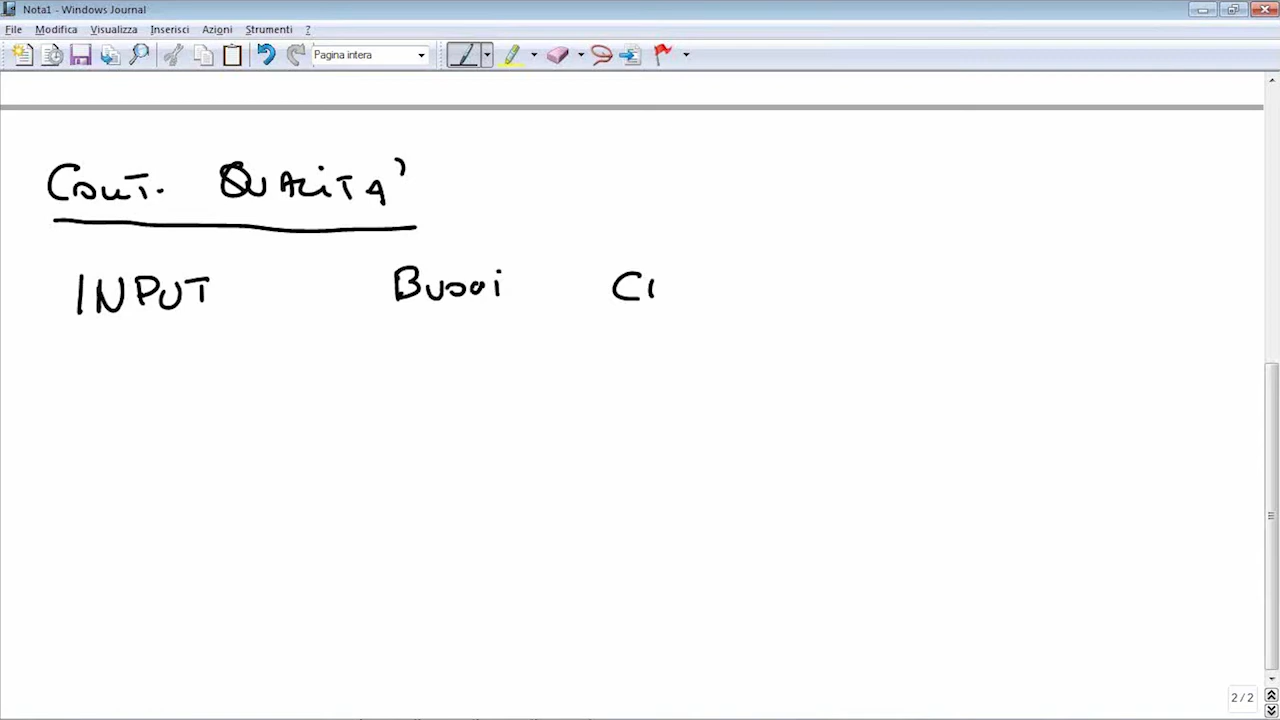 Nota1 - Windows Journal
File Modifica Visualizza Inserisci Azioni Strumenti ?
Pagina intera
CONT. QUALITA'
INPUT Buoni
2 / 2